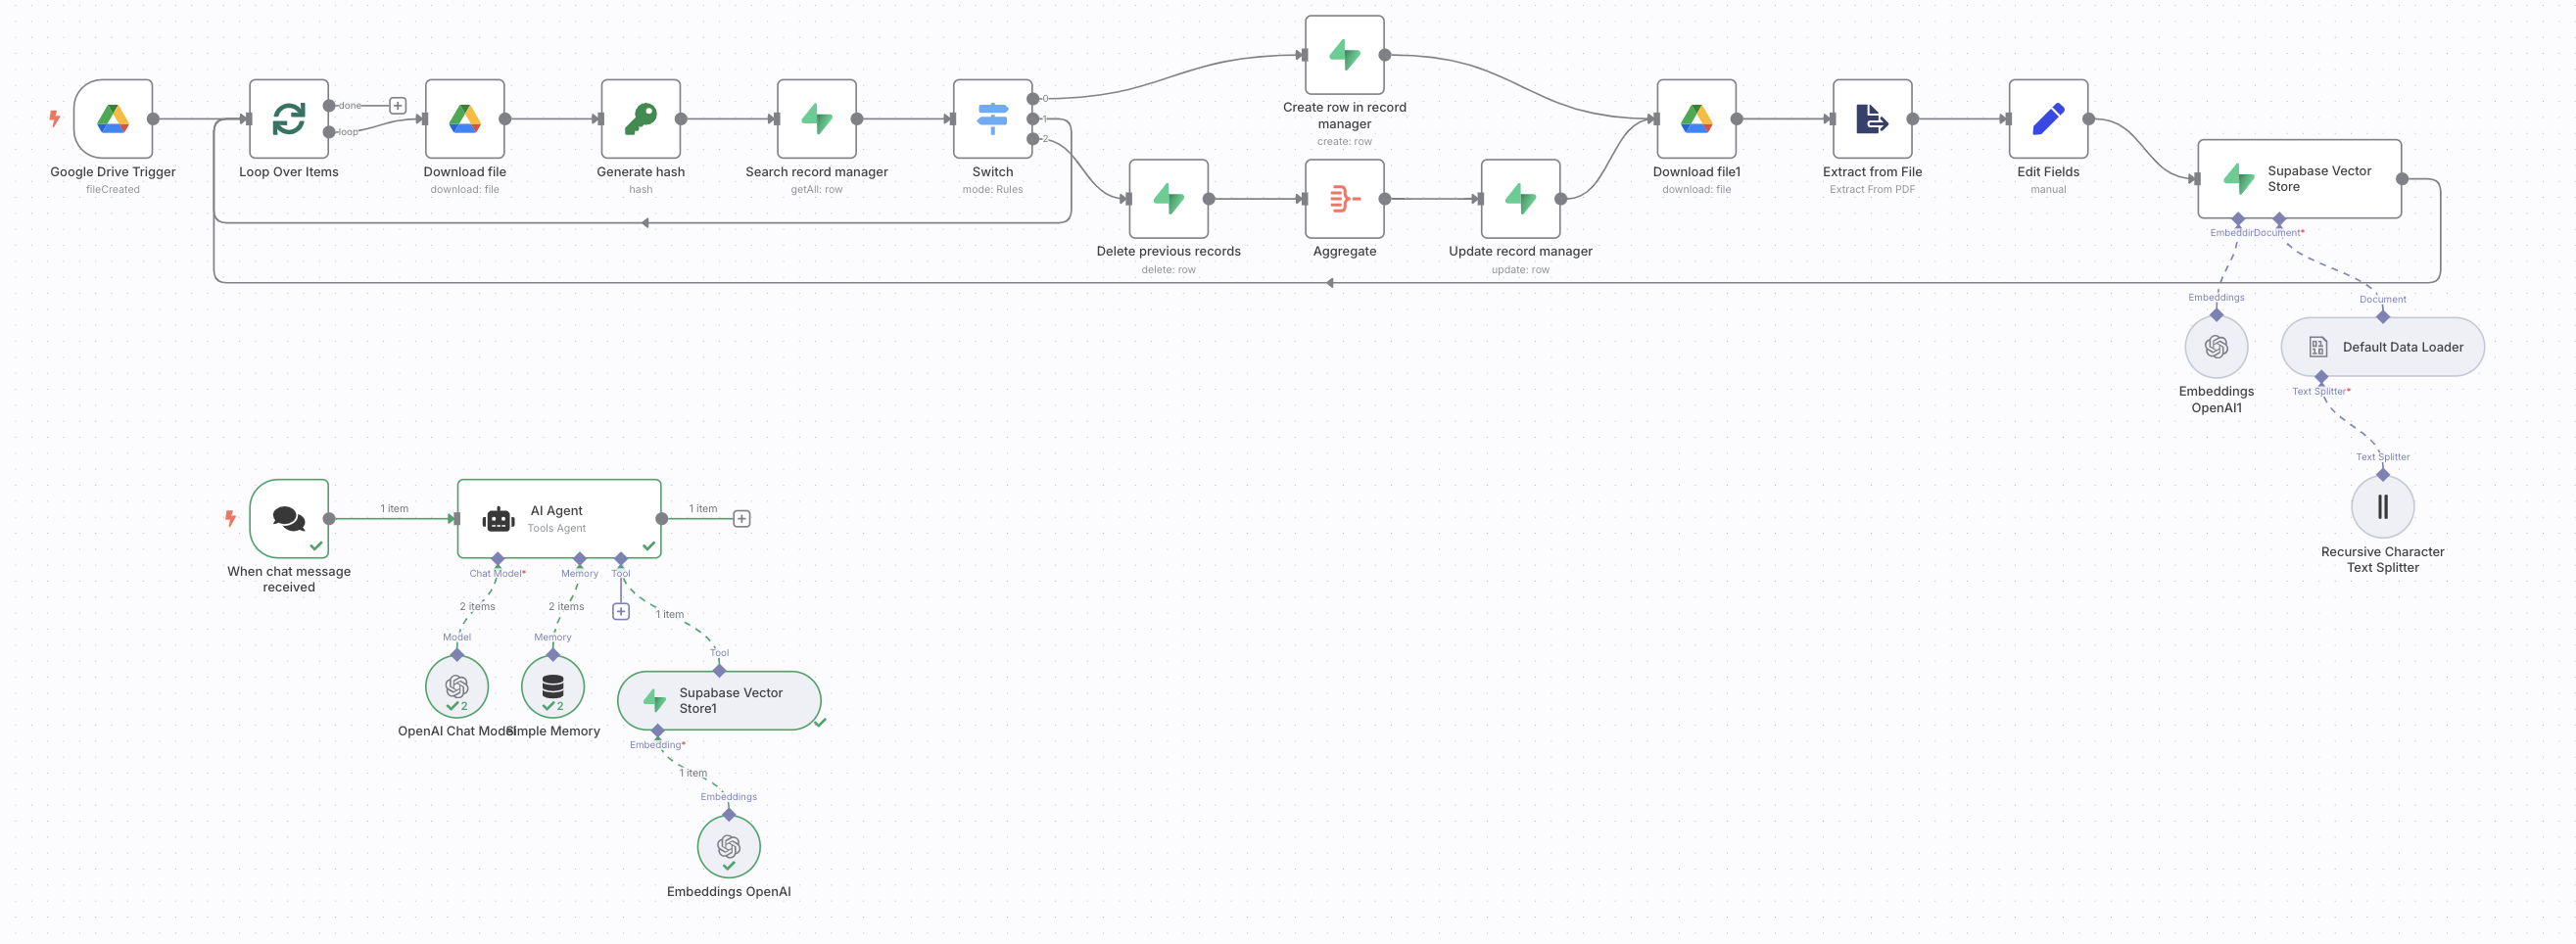 Create row in record
manager
create: row
Google Drive Trigger
fileCreated
Loop Over Items
done
loop
Download file
download: file
Generate hash
hash
Search record manager
getAll: row
Switch
mode: Rules
0
1
2
Delete previous records
delete: row
Aggregate
Update record manager
update: row
Download file1
download: file
Extract from File
Extract From PDF
Edit Fields
manual
Supabase Vector
Store
Document*
Embeddings
Document
Embeddings
OpenAI1
Default Data Loader
Text Splitter*
Text Splitter
Recursive Character
Text Splitter
When chat message
received
1 item
AI Agent
Tools Agent
1 item
Chat Model*
Memory
Tool
2 items
2 items
1 item
Model
Memory
Tool
2
2
OpenAI Chat Model
Simple Memory
Supabase Vector
Store1
Embedding*
1 item
Embeddings
Embeddings OpenAI